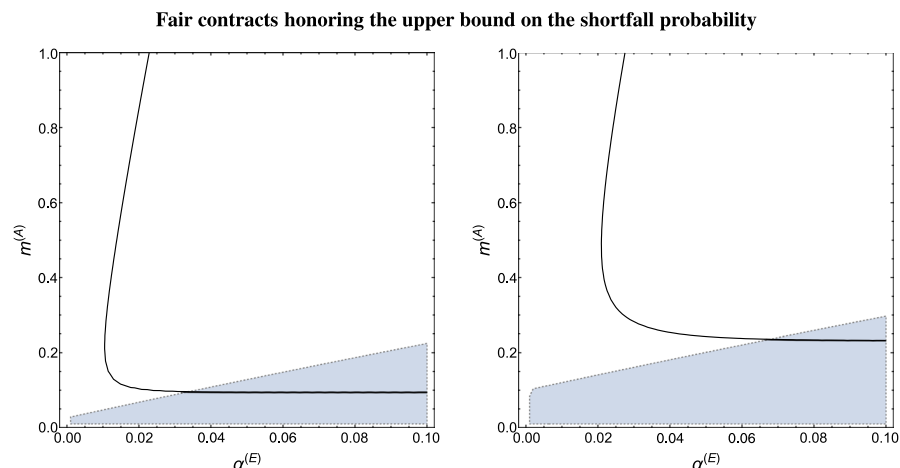 Fair contracts honoring the upper bound on the shortfall probability
1.0
0.8
0.6
0.4
0.2
0.0
m(A)
0.00 0.02 0.04 0.06 0.08 0.10
α(E)
1.0
0.8
0.6
0.4
0.2
0.0
m(A)
0.00 0.02 0.04 0.06 0.08 0.10
α(E)